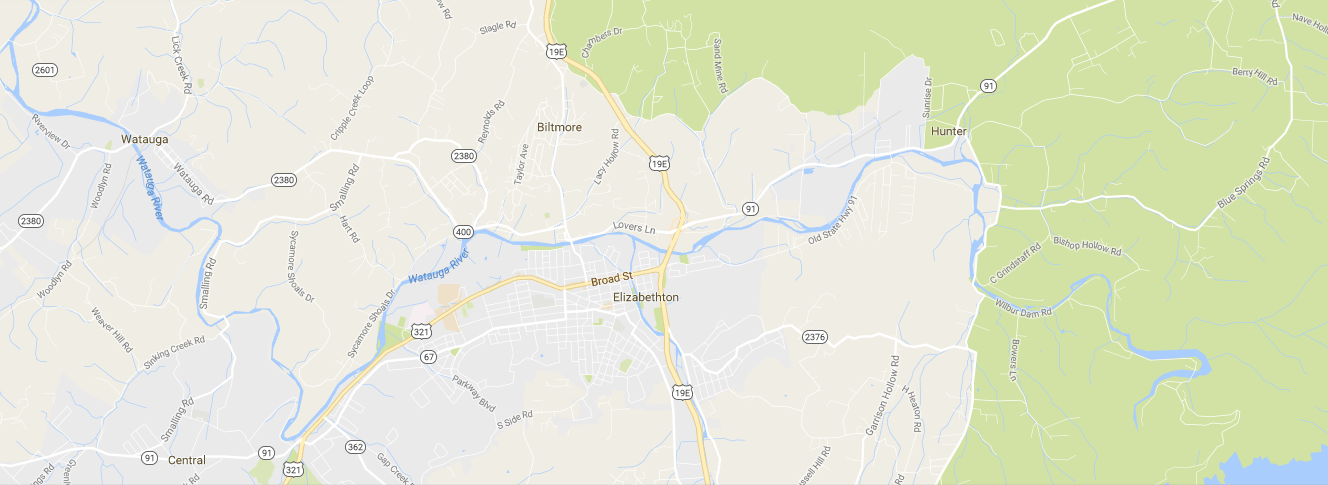 Slagle Rd
19E
Chambers Dr
Sand Mine Rd
Lick Creek Rd
2601
Cripple Creek Loop
Reynolds Rd
Sunrise Dr
91
Berry Hill Rd
Riverview Dr
Watauga
Biltmore
Hunter
2380
Taylor Ave
Lacy Hollow Rd
19E
Woodlyn Rd
Watauga River
Watauga Rd
2380
Smalling Rd
Blue Springs Rd
2380
Hart Rd
400
Lovers Ln
91
Old State Hwy 91
Sycamore Shoals Dr
Watauga River
Bishop Hollow Rd
C Grindstaff Rd
Woodlyn Rd
Smalling Rd
Broad St
Elizabethton
Wilbur Dam Rd
Weaver Hill Rd
Sycamore Shoals Dr
321
Sinking Creek Rd
67
2376
Bowers Ln
Parkway Blvd
19E
Garrison Hollow Rd
H Heaton Rd
Smalling Rd
S Side Rd
362
91
Central
91
321
Gap Creek